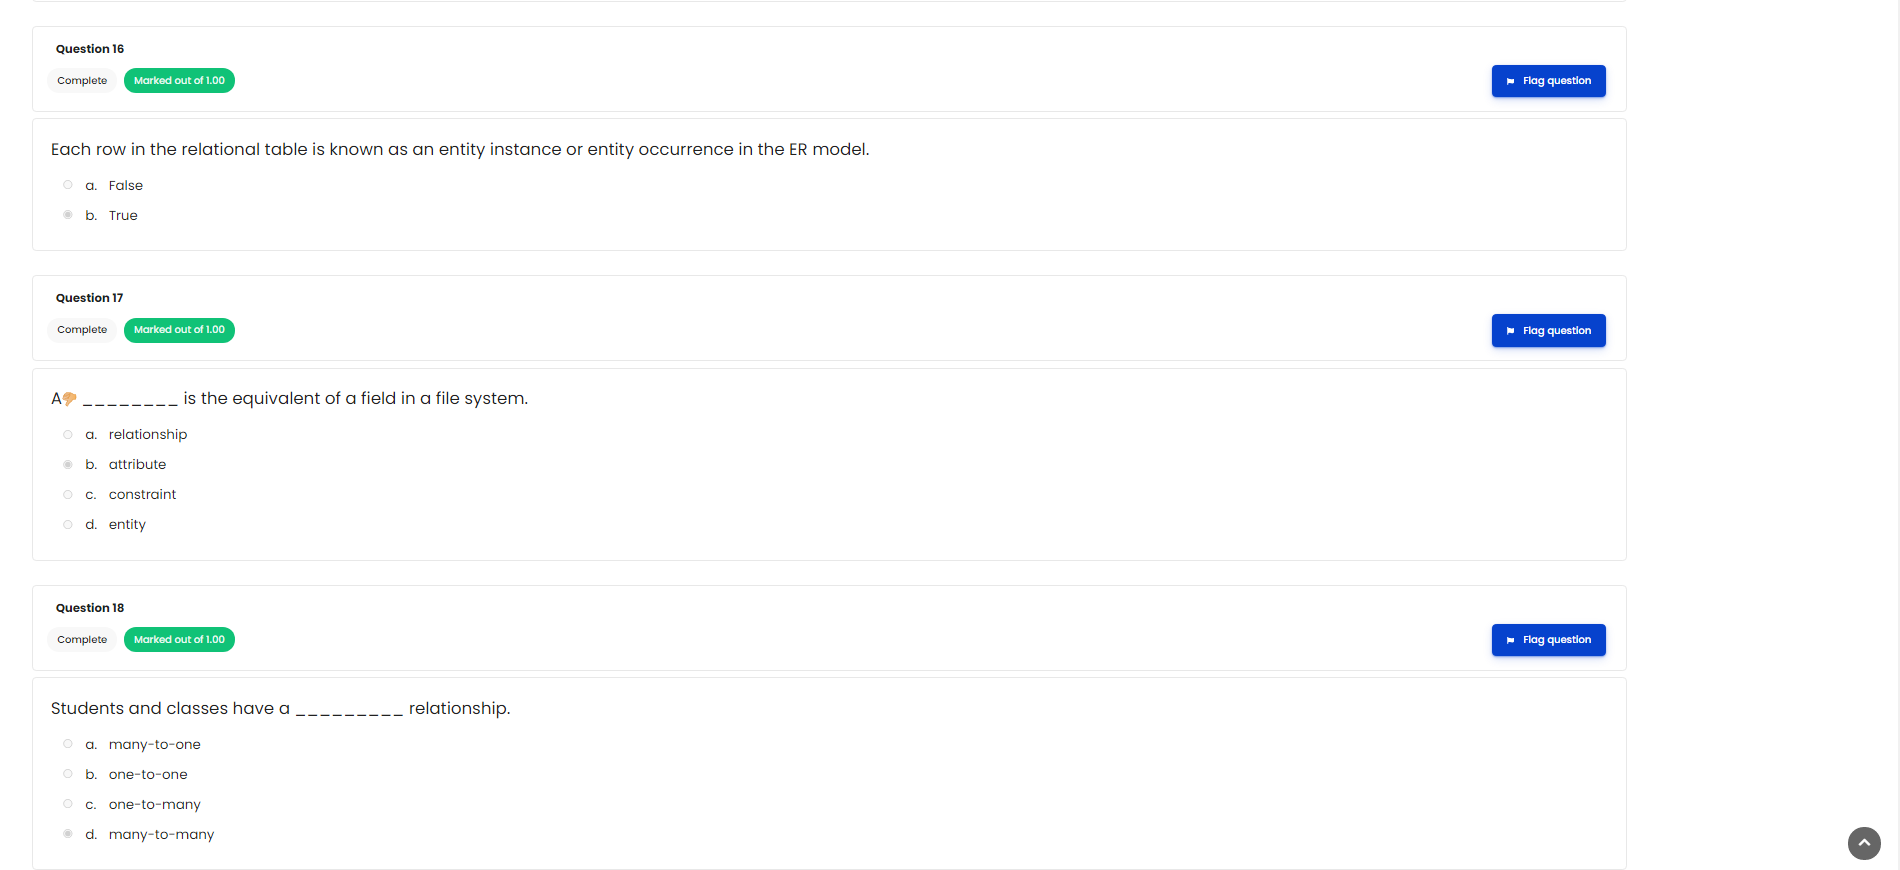 Question 16
Complete Marked out of 1.00 Flag question
Each row in the relational table is known as an entity instance or entity occurrence in the ER model.
a. False
b. True
Question 17
Complete Marked out of 1.00 Flag question
A👎 ________ is the equivalent of a field in a file system.
a. relationship
b. attribute
c. constraint
d. entity
Question 18
Complete Marked out of 1.00 Flag question
Students and classes have a _________ relationship.
a. many-to-one
b. one-to-one
c. one-to-many
d. many-to-many